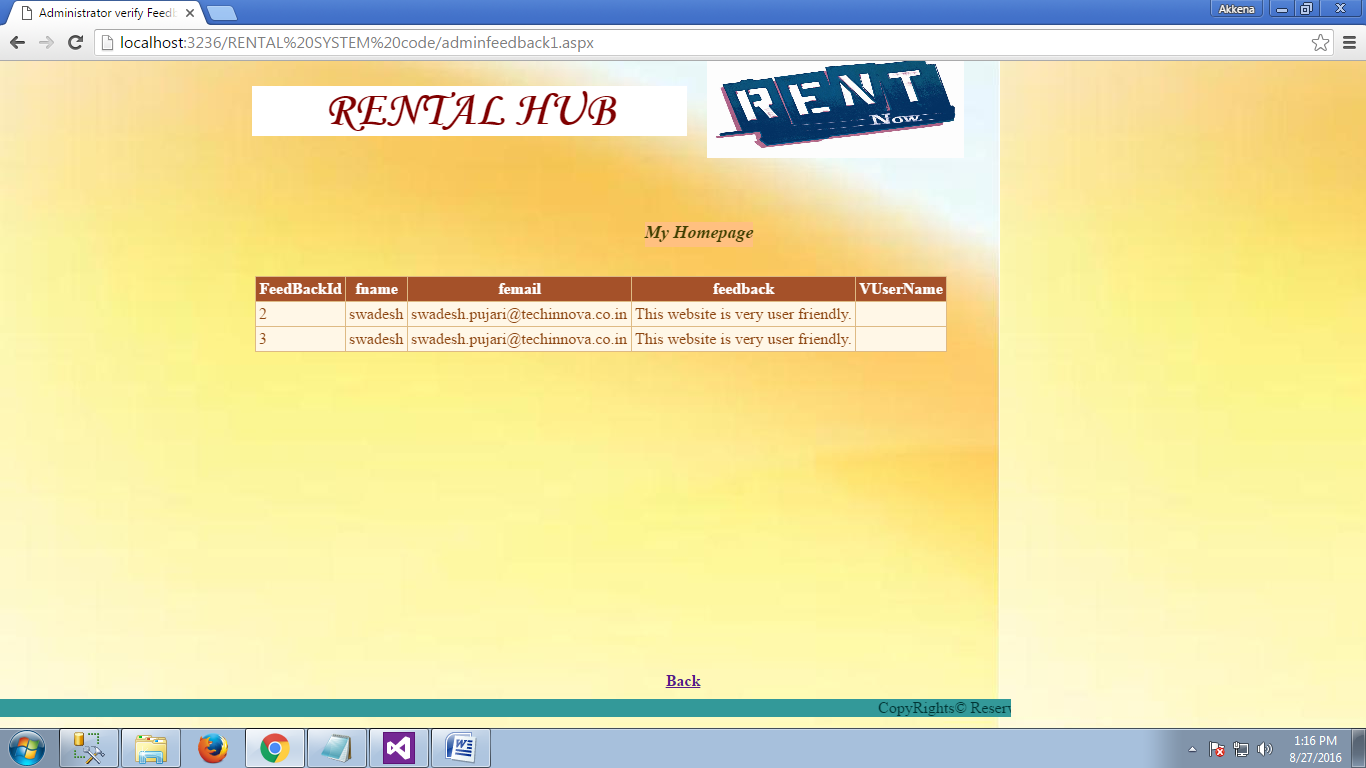 Administrator verify Feedb
Akkena
localhost:3236/RENTAL%20SYSTEM%20code/adminfeedback1.aspx
RENTAL HUB
RENT
Now
My Homepage
FeedBackId fname femail feedback VUserName
2 swadesh swadesh.pujari@techinnova.co.in This website is very user friendly.
3 swadesh swadesh.pujari@techinnova.co.in This website is very user friendly.
Back
CopyRights© Reserv
1:16 PM
8/27/2016